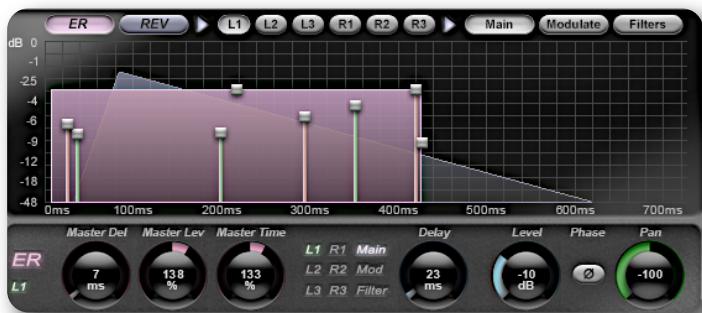 ER REV L1 L2 L3 R1 R2 R3 Main Modulate Filters
dB 0
-1
-2.5
-4
-6
-9
-12
-18
-48
0ms 100ms 200ms 300ms 400ms 500ms 600ms 700ms
Master Del Master Lev Master Time Delay Level Phase Pan
ER L1 R1 Main
7 138 133 L2 R2 Mod 23 -10 Ø -100
ms % % ms dB
L1 L3 R3 Filter